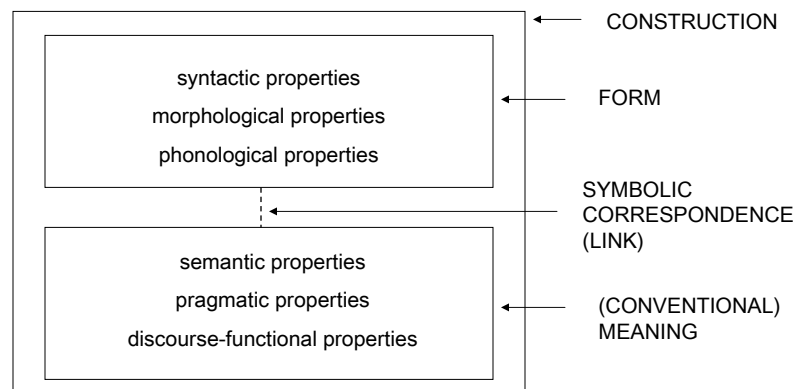 CONSTRUCTION
syntactic properties
morphological properties
phonological properties
FORM
SYMBOLIC
CORRESPONDENCE
(LINK)
semantic properties
pragmatic properties
discourse-functional properties
(CONVENTIONAL)
MEANING